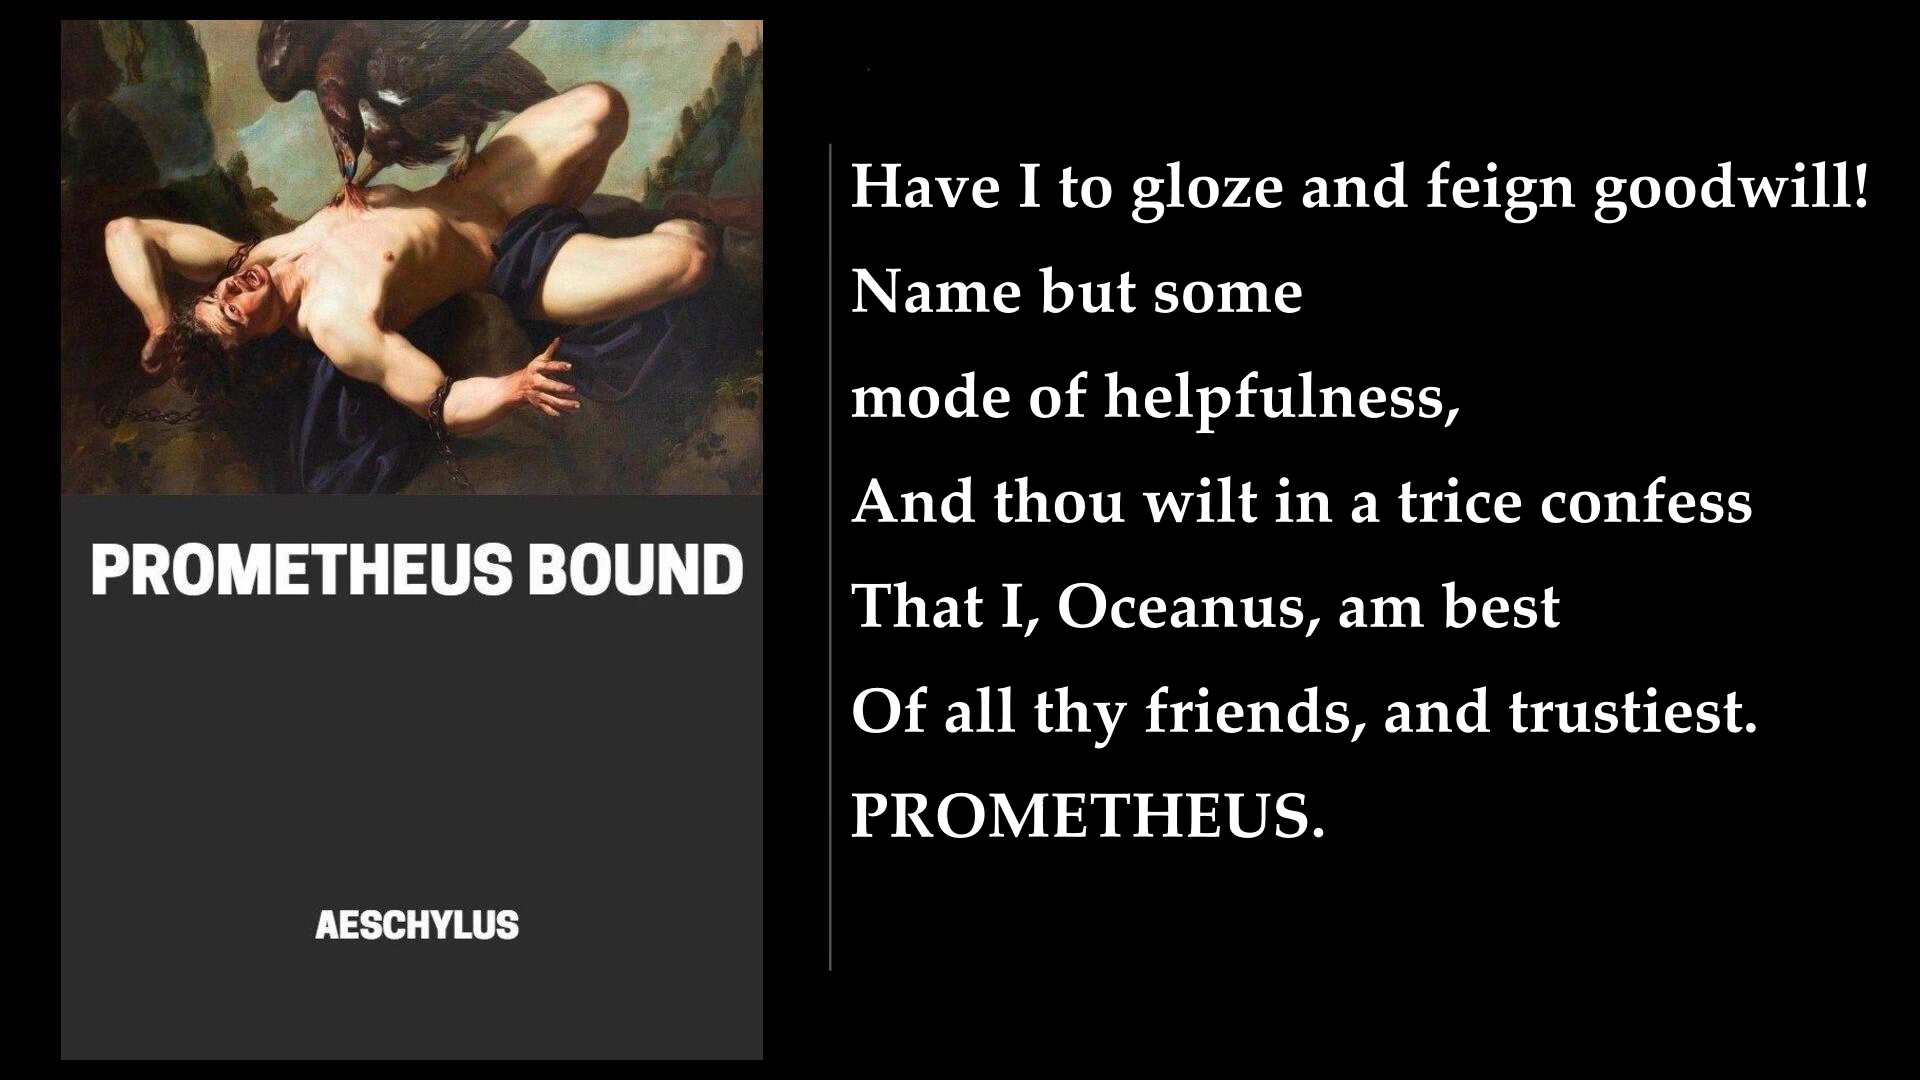 PROMETHEUS BOUND
AESCHYLUS
Have I to gloze and feign goodwill!
Name but some
mode of helpfulness,
And thou wilt in a trice confess
That I, Oceanus, am best
Of all thy friends, and trustiest.
PROMETHEUS.